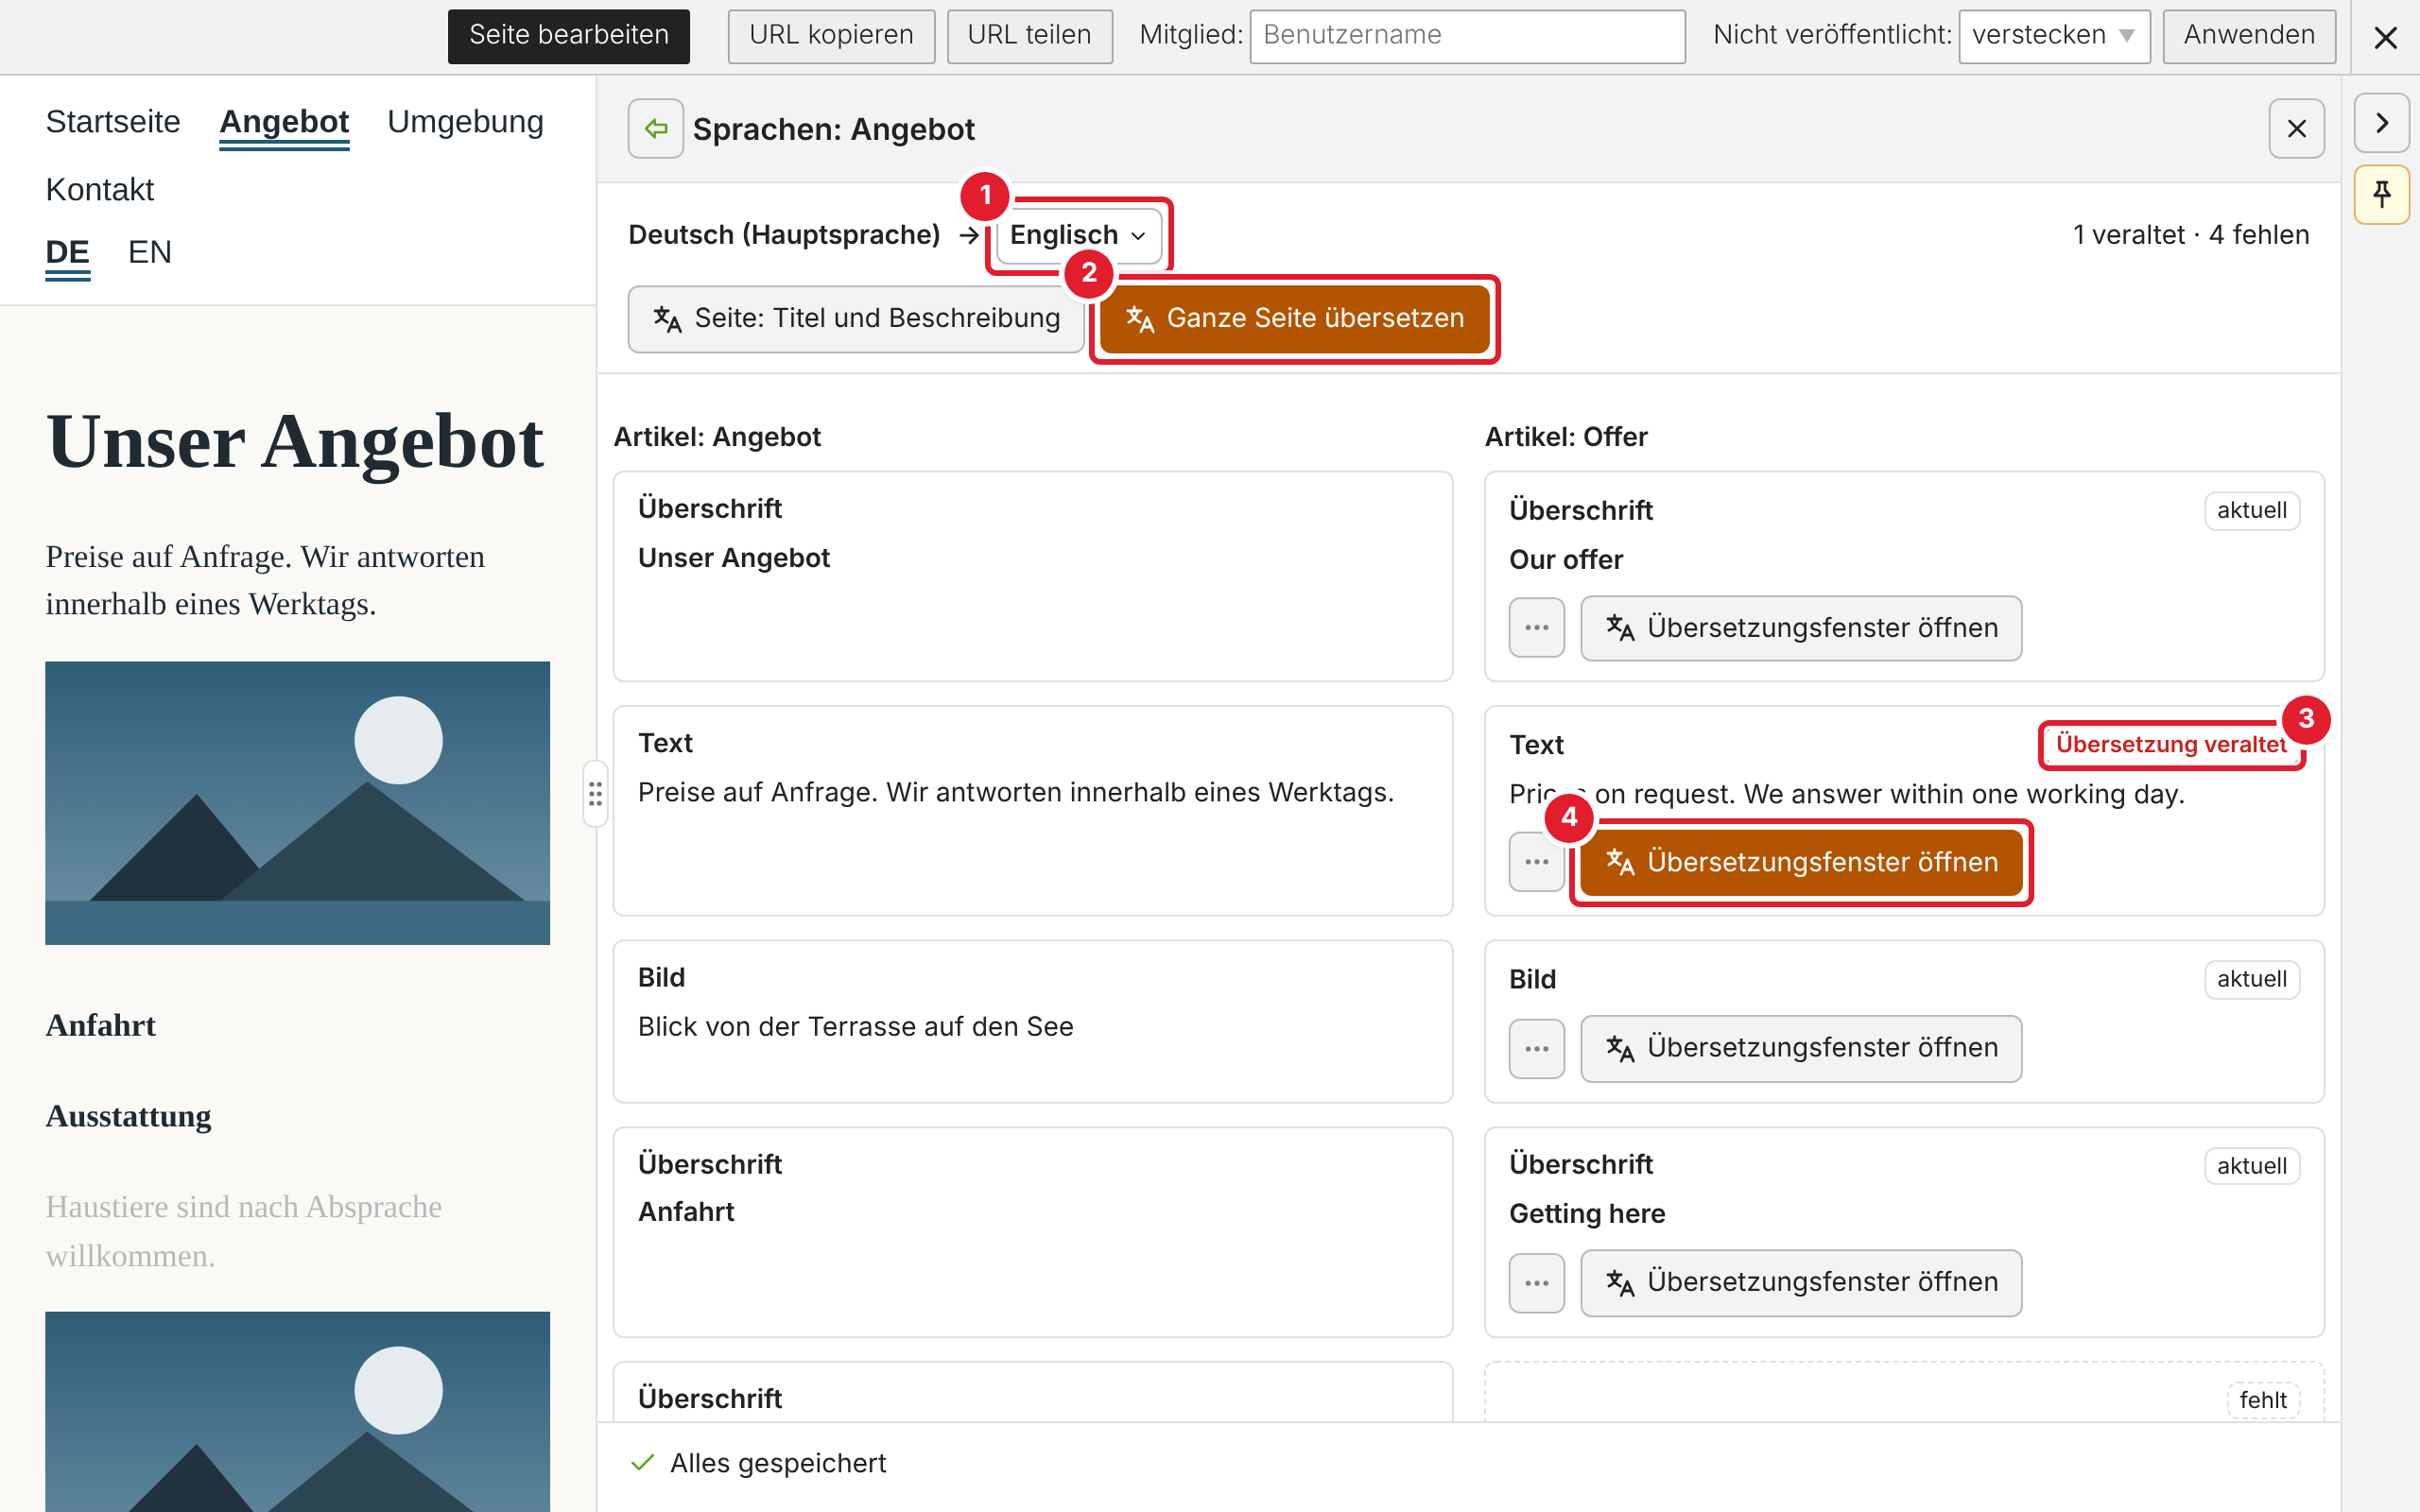 Seite bearbeiten URL kopieren URL teilen Mitglied: Benutzername Nicht veröffentlicht: verstecken Anwenden
Startseite Angebot Umgebung
Kontakt
DE EN
Unser Angebot
Preise auf Anfrage. Wir antworten
innerhalb eines Werktags.
Anfahrt
Ausstattung
Haustiere sind nach Absprache
willkommen.
Sprachen: Angebot
1
Deutsch (Hauptsprache) → Englisch 1 veraltet · 4 fehlen
2
Seite: Titel und Beschreibung Ganze Seite übersetzen
Artikel: Angebot Artikel: Offer
Überschrift
Unser Angebot
Überschrift aktuell
Our offer
Übersetzungsfenster öffnen
Text
Preise auf Anfrage. Wir antworten innerhalb eines Werktags.
3
Text Übersetzung veraltet
on request. We answer within one working day.
4
Übersetzungsfenster öffnen
Bild
Blick von der Terrasse auf den See
Bild aktuell
Übersetzungsfenster öffnen
Überschrift
Anfahrt
Überschrift aktuell
Getting here
Übersetzungsfenster öffnen
Überschrift
fehlt
Alles gespeichert